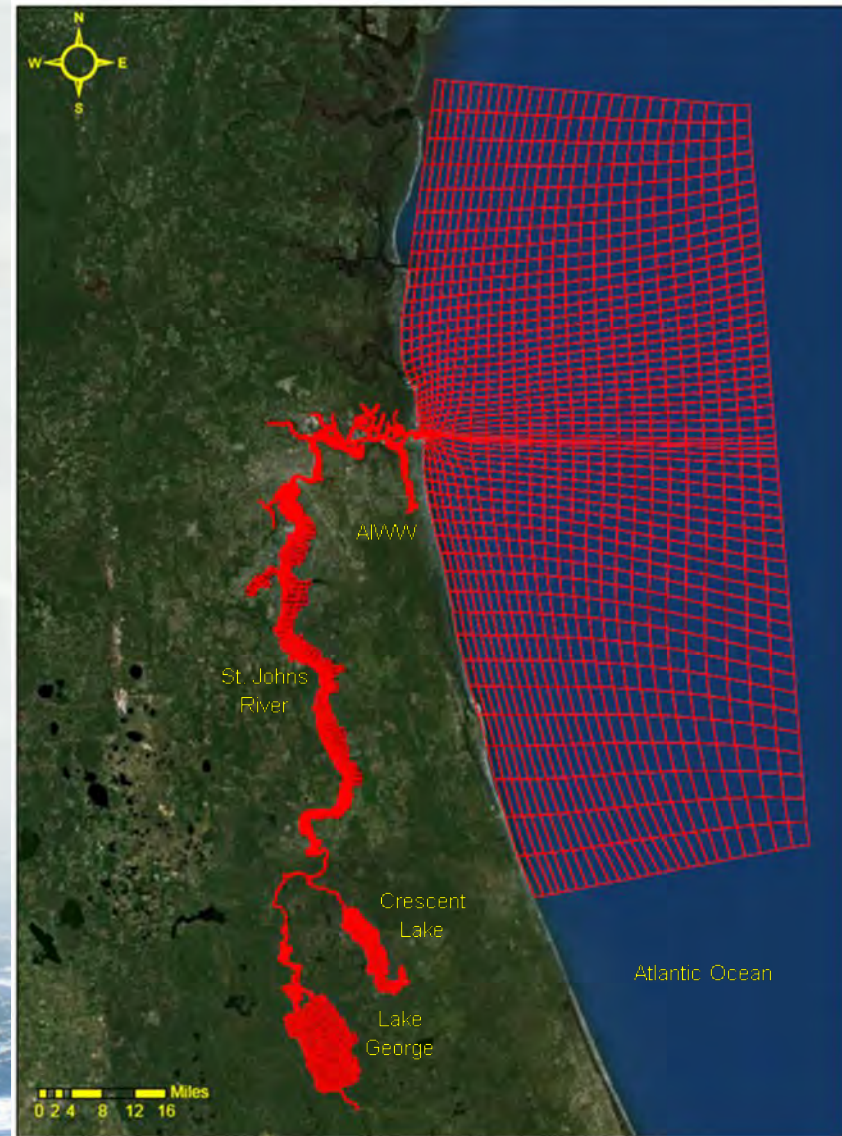 N
W E
S
AIWW
St. Johns
River
Crescent
Lake
Atlantic Ocean
Lake
George
Miles
0 2 4 8 12 16